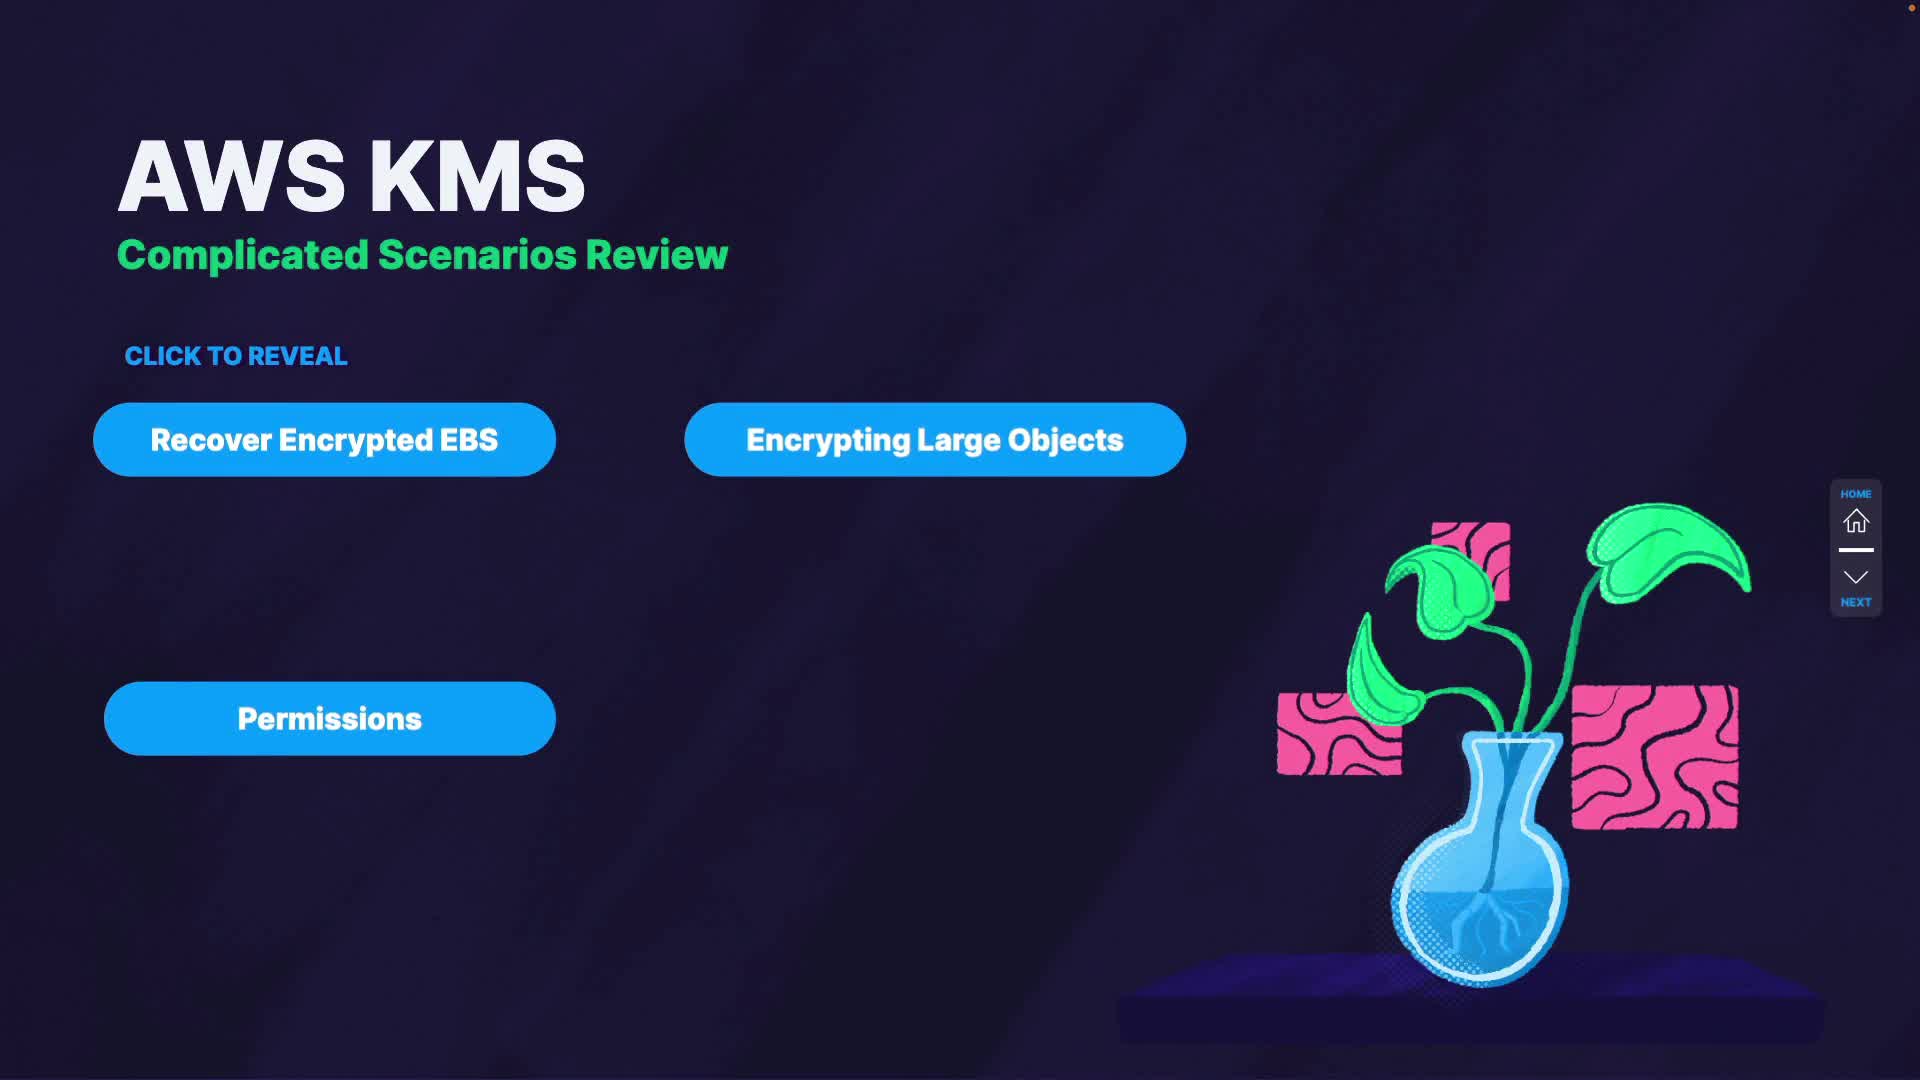 AWS KMS
Complicated Scenarios Review
CLICK TO REVEAL
Recover Encrypted EBS
Encrypting Large Objects
Permissions
HOME
NEXT